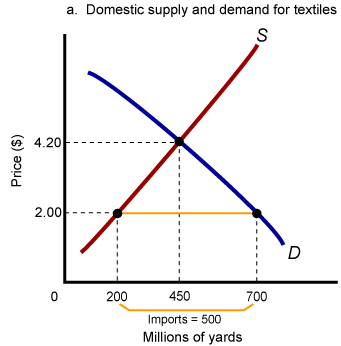 a. Domestic supply and demand for textiles
S
Price ($)
4.20
2.00
D
0 200 450 700
Imports = 500
Millions of yards